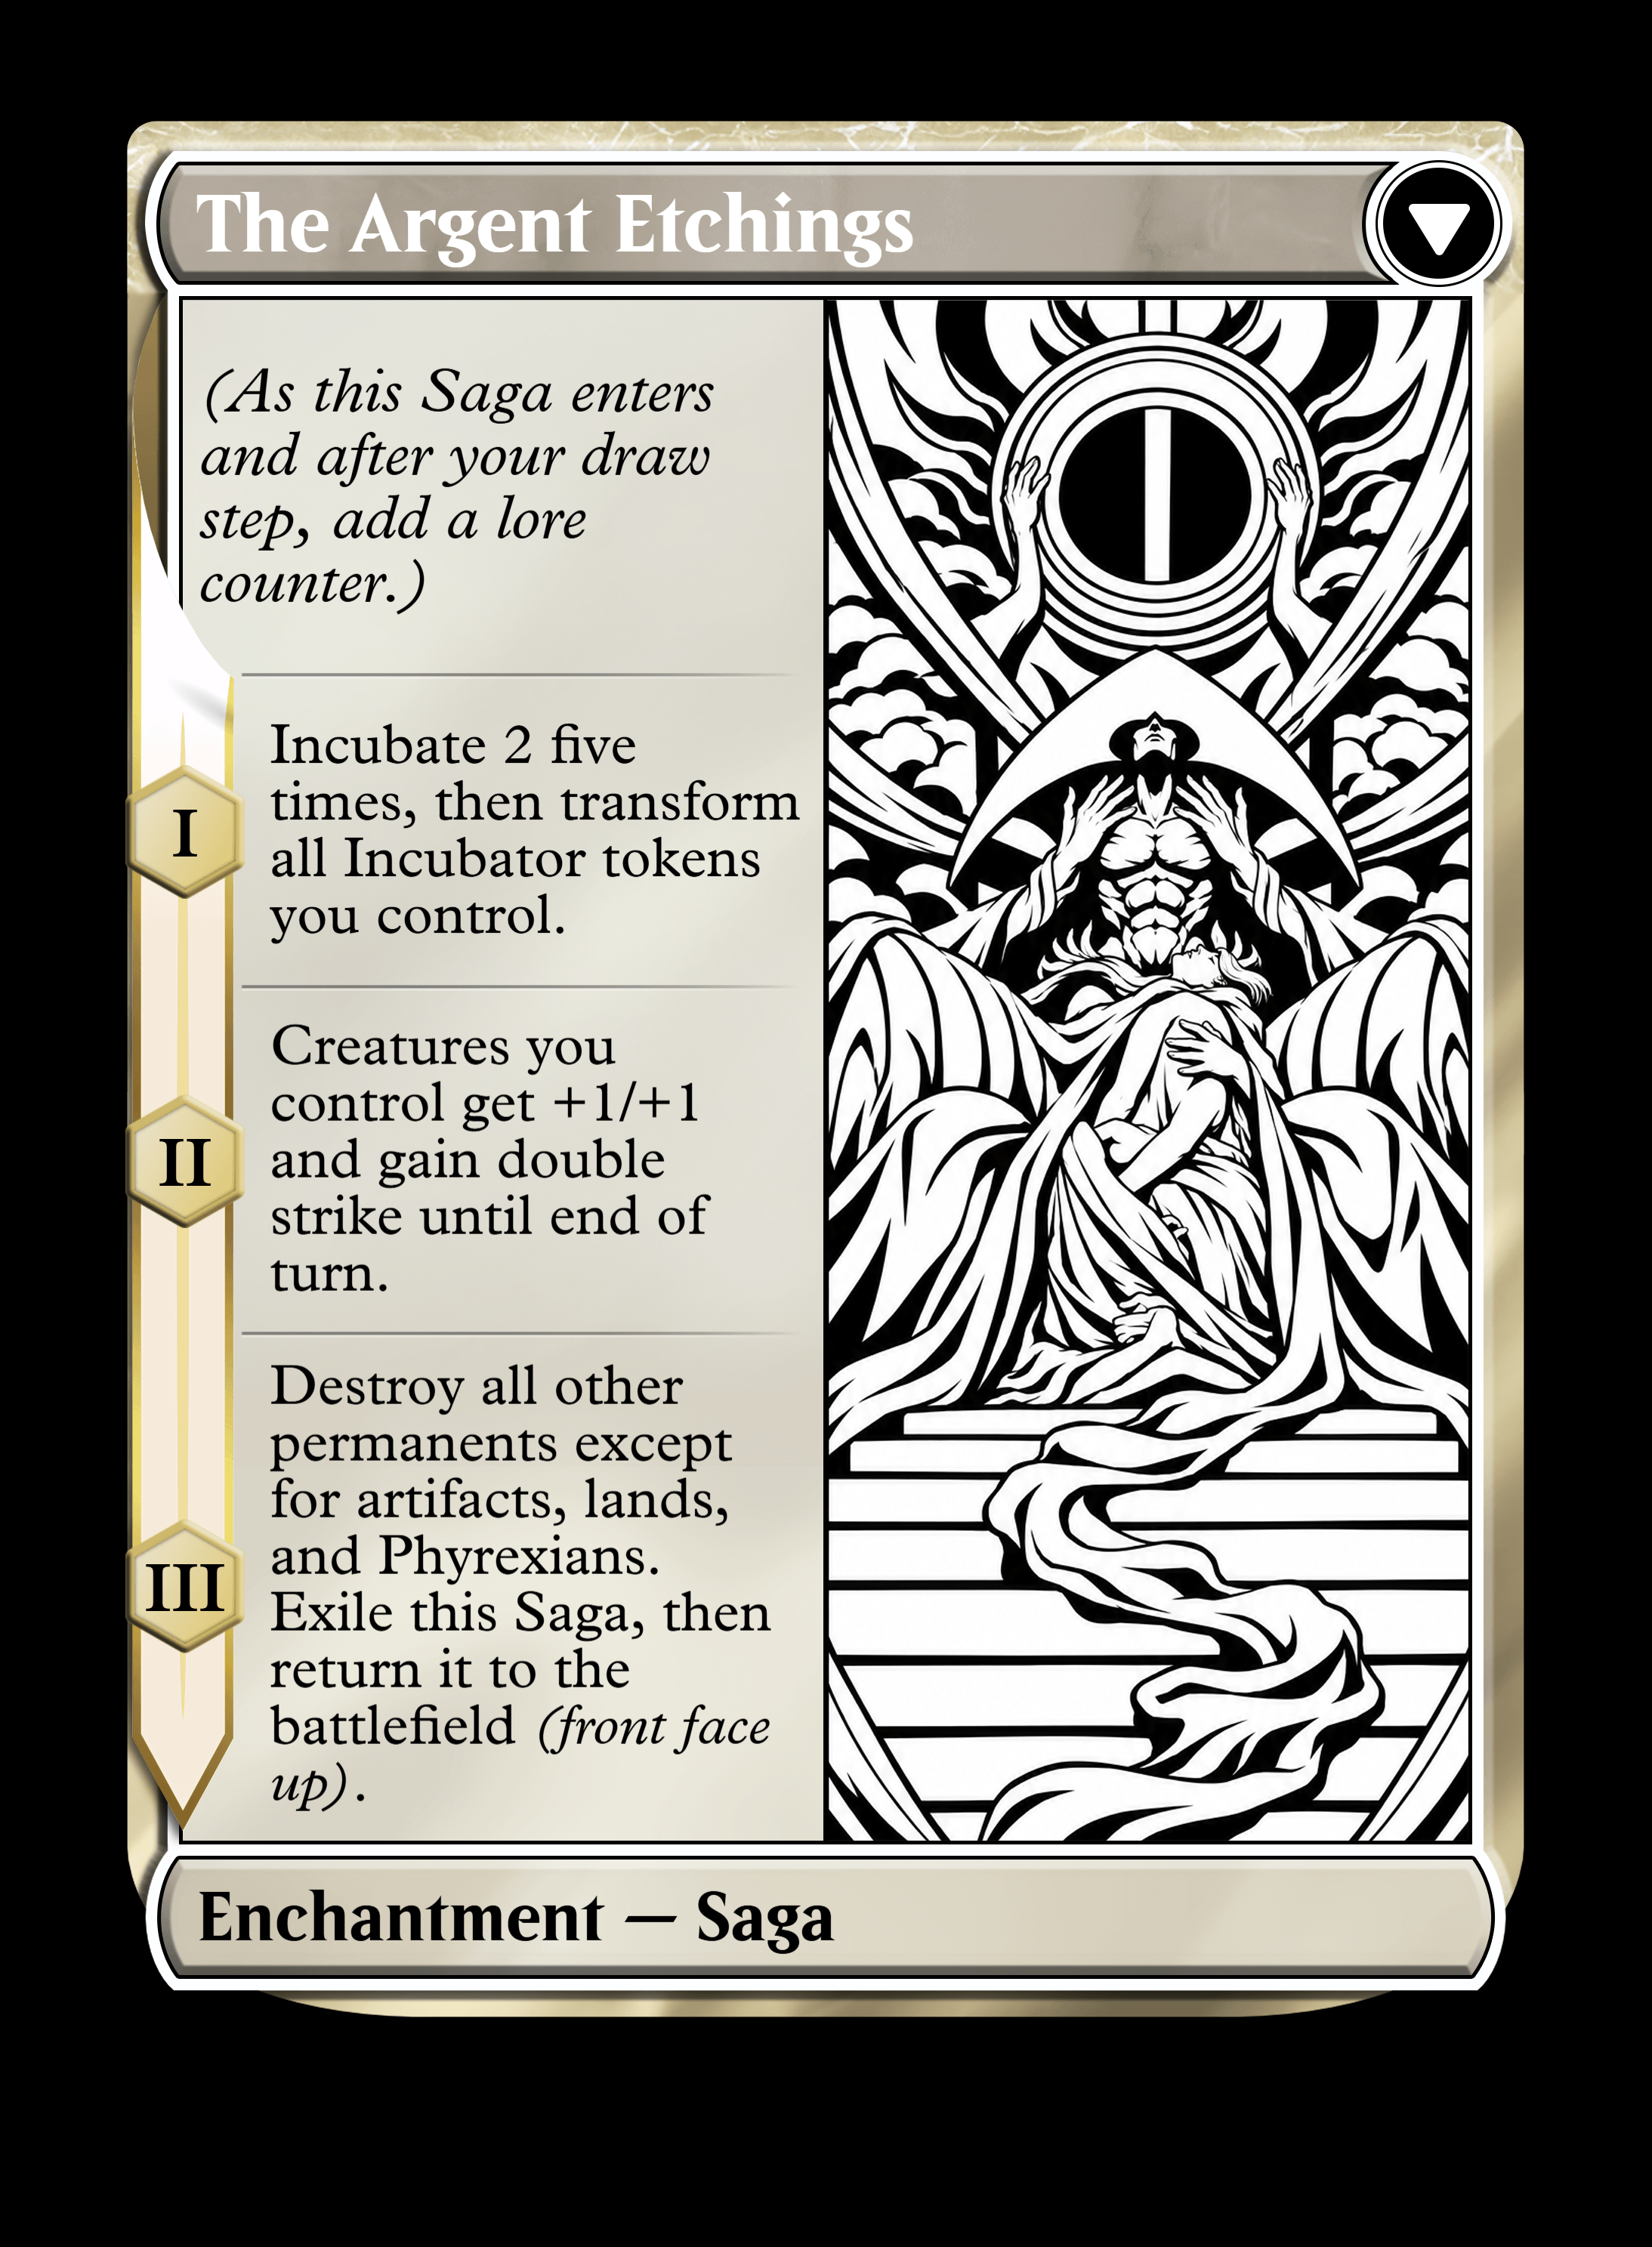 The Argent Etchings
(As this Saga enters
and after your draw
step, add a lore
counter.)
I
Incubate 2 five
times, then transform
all Incubator tokens
you control.
II
Creatures you
control get +1/+1
and gain double
strike until end of
turn.
III
Destroy all other
permanents except
for artifacts, lands,
and Phyrexians.
Exile this Saga, then
return it to the
battlefield (front face
up).
Enchantment — Saga